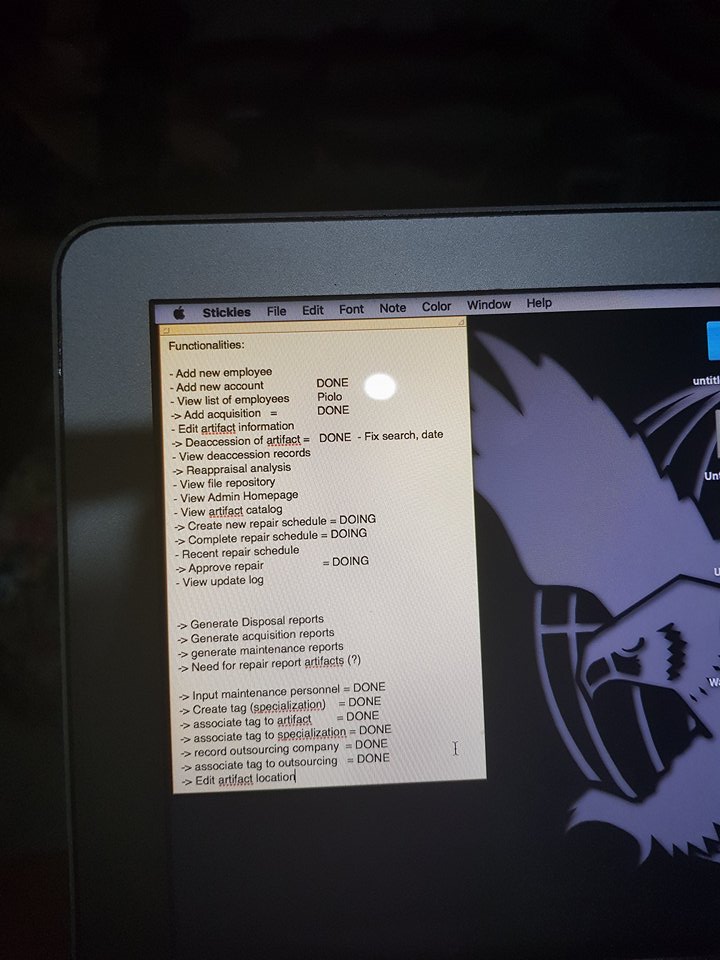 Stickies File Edit Font Note Color Window Help
Functionalities:
- Add new employee
- Add new account DONE
- View list of employees Piolo
-> Add acquisition = DONE
- Edit artifact information
-> Deaccession of artifact = DONE - Fix search, date
- View deaccession records
-> Reappraisal analysis
- View file repository
- View Admin Homepage
- View artifact catalog
-> Create new repair schedule = DOING
-> Complete repair schedule = DOING
- Recent repair schedule
-> Approve repair = DOING
- View update log
-> Generate Disposal reports
-> Generate acquisition reports
-> generate maintenance reports
-> Need for repair report artifacts (?)
-> Input maintenance personnel = DONE
-> Create tag (specialization) = DONE
-> associate tag to artifact = DONE
-> associate tag to specialization = DONE
-> record outsourcing company = DONE
-> associate tag to outsourcing = DONE
-> Edit artifact location